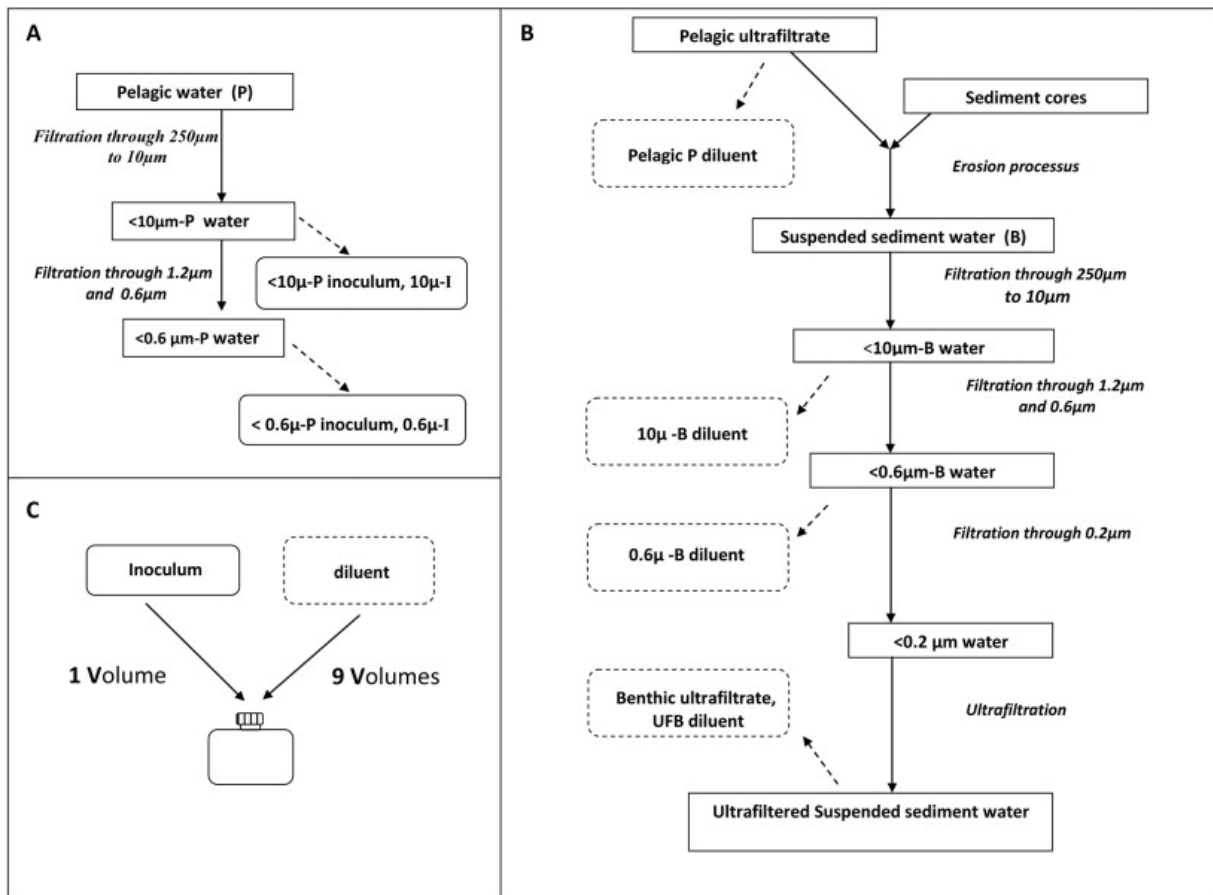 A
Pelagic water (P)
Filtration through 250µm
to 10µm
<10µm-P water
Filtration through 1.2µm
and 0.6µm
<10µ-P inoculum, 10µ-I
<0.6 µm-P water
< 0.6µ-P inoculum, 0.6µ-I
C
Inoculum
diluent
1 Volume
9 Volumes
B
Pelagic ultrafiltrate
Sediment cores
Pelagic P diluent
Erosion processus
Suspended sediment water (B)
Filtration through 250µm
to 10µm
<10µm-B water
Filtration through 1.2µm
and 0.6µm
10µ -B diluent
<0.6µm-B water
0.6µ -B diluent
Filtration through 0.2µm
<0.2 µm water
Benthic ultrafiltrate,
UFB diluent
Ultrafiltration
Ultrafiltered Suspended sediment water